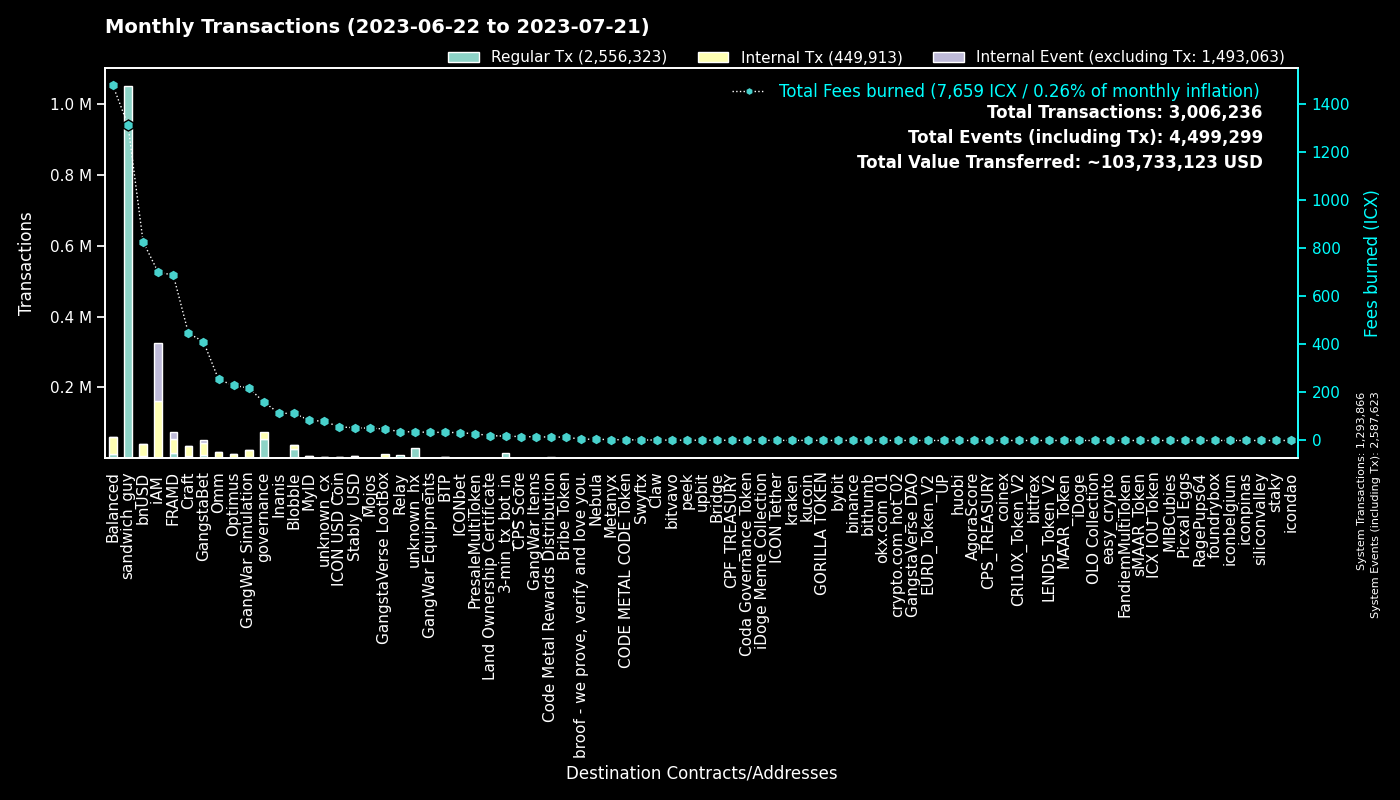 Monthly Transactions (2023-06-22 to 2023-07-21)
Regular Tx (2,556,323)
Internal Tx (449,913)
Internal Event (excluding Tx: 1,493,063)
Total Fees burned (7,659 ICX / 0.26% of monthly inflation)
Total Transactions: 3,006,236
Total Events (including Tx): 4,499,299
Total Value Transferred: ~103,733,123 USD
Transactions
1.0 M
0.8 M
0.6 M
0.4 M
0.2 M
1400
1200
1000
800
600
400
200
0
Fees burned (ICX)
System Transactions: 1,293,866
System Events (including Tx): 2,587,623
Balanced
sandwich_guy
bnUSD
IAM
FRAMD
Craft
GangstaBet
Omm
Optimus
GangWar Simulation
governance
Inanis
Blobble
MyID
unknown_cx
ICON USD Coin
Stably_USD
Mojos
GangstaVerse LootBox
Relay
unknown_hx
GangWar Equipments
BTP
ICONbet
PresaleMultiToken
Land Ownership Certificate
3-min_tx_bot_in
CPS Score
GangWar Items
Code Metal Rewards Distribution
Bribe Token
broof - we prove, verify and love you.
Nebula
Metanyx
CODE METAL CODE Token
Swyftx
Claw
bitvavo
peek
upbit
Bridge
CPF_TREASURY
Coda Governance Token
iDoge Meme Collection
ICON Tether
kraken
kucoin
GORILLA TOKEN
bybit
binance
bithumb
okx.com_01
crypto.com_hot_02
GangstaVerse DAO
EURD_Token_V2
UP
huobi
AgoraScore
CPS_TREASURY
coinex
CRI10X_Token_V2
bitfrex
LEND5_Token_V2
MAAR_Token
iDoge
OLO Collection
easy_crypto
FandiemMultiToken
sMAAR_Token
ICX IOU Token
MIBCubies
Picxal Eggs
RagePups64
foundrybox
iconbelgium
iconpinas
siliconvalley
staky
icondao
Destination Contracts/Addresses